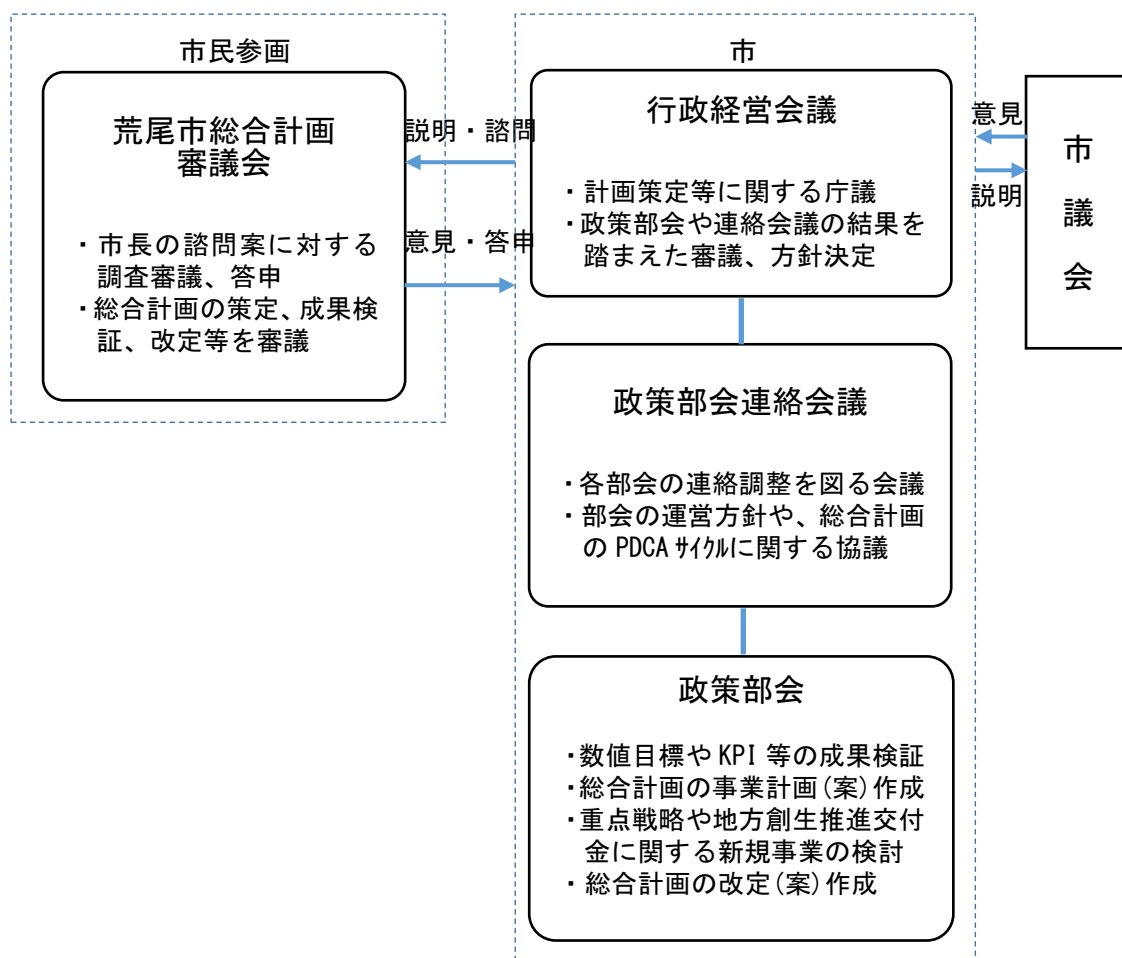 市民参画
荒尾市総合計画
審議会
・市長の諮問案に対する
調査審議、答申
・総合計画の策定、成果検
証、改定等を審議
説明・諮問
意見・答申
市
行政経営会議
・計画策定等に関する庁議
・政策部会や連絡会議の結果を
踏まえた審議、方針決定
政策部会連絡会議
・各部会の連絡調整を図る会議
・部会の運営方針や、総合計画
の PDCA サイクルに関する協議
政策部会
・数値目標や KPI 等の成果検証
・総合計画の事業計画(案)作成
・重点戦略や地方創生推進交付
金に関する新規事業の検討
・総合計画の改定(案)作成
意見
説明
市
議
会